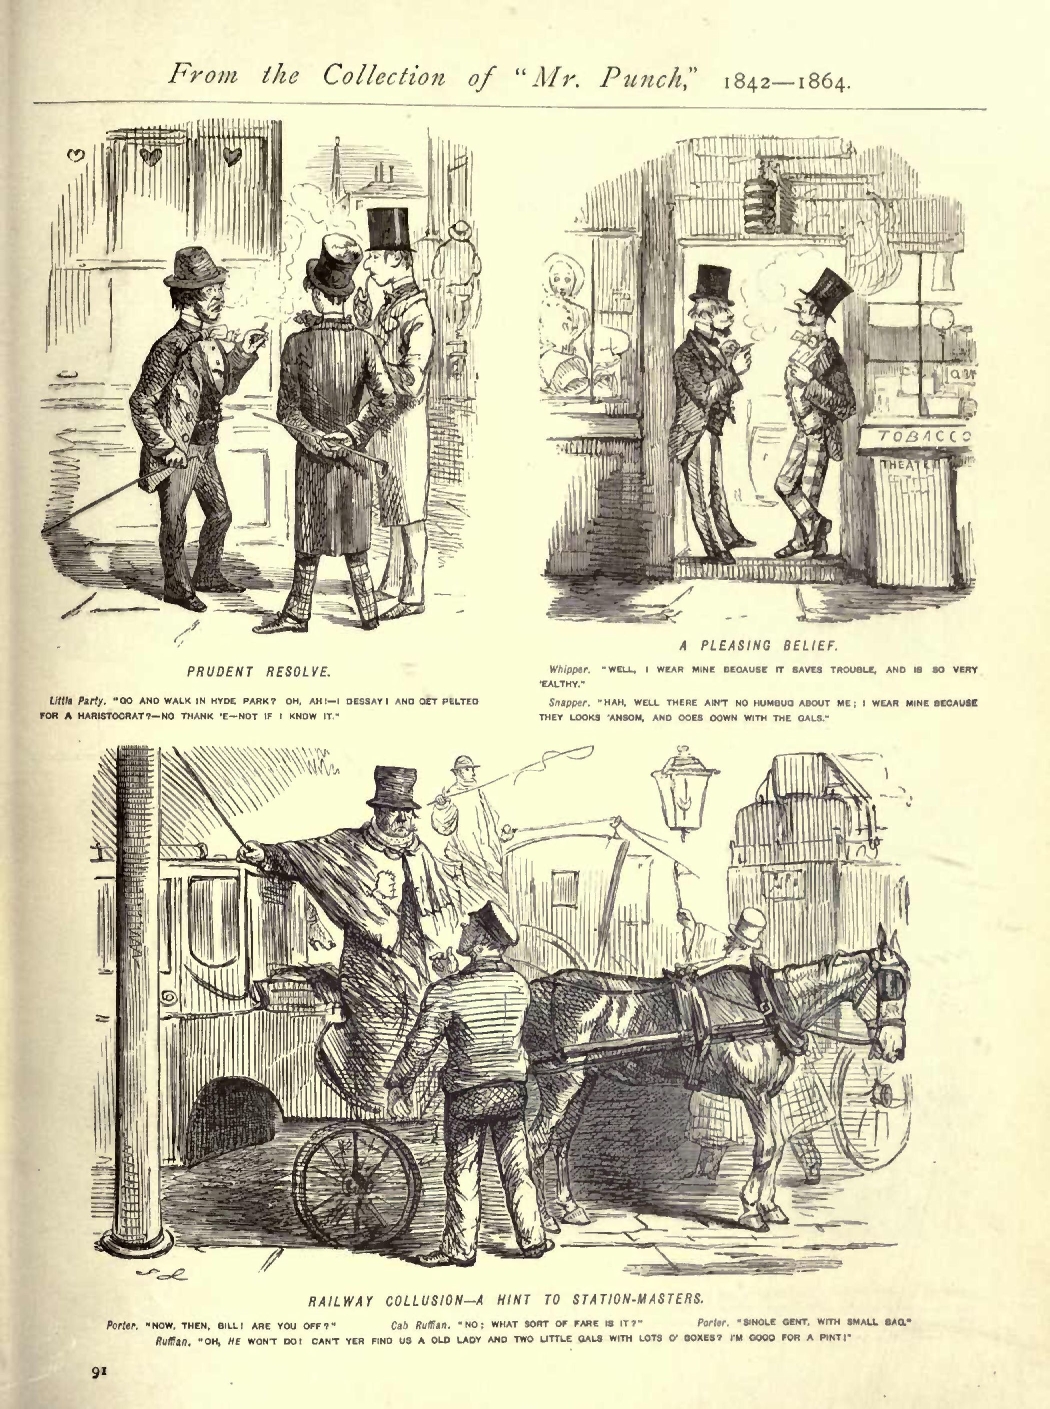 From the Collection of "Mr. Punch," 1842—1864.
PRUDENT RESOLVE.
Little Party. "GO AND WALK IN HYDE PARK? OH, AH!—I DESSAY! AND GET PELTED
FOR A HARISTOCRAT?—NO THANK 'E—NOT IF I KNOW IT."
TOBACCO
THEATRE
A PLEASING BELIEF.
Whipper. "WELL, I WEAR MINE BECAUSE IT SAVES TROUBLE, AND IS SO VERY
'EALTHY."
Snapper. "HAH, WELL THERE AIN'T NO HUMBUG ABOUT ME; I WEAR MINE BECAUSE
THEY LOOKS 'ANSOM, AND GOES DOWN WITH THE GALS."
RAILWAY COLLUSION—A HINT TO STATION-MASTERS.
Porter. "NOW, THEN, BILL! ARE YOU OFF?" Cab Ruffian. "NO; WHAT SORT OF FARE IS IT?" Porter. "SINGLE GENT, WITH SMALL BAG."
Ruffian. "OH, HE WON'T DO! CAN'T YER FIND US A OLD LADY AND TWO LITTLE GALS WITH LOTS O' BOXES? I'M GOOD FOR A PINT!"
91